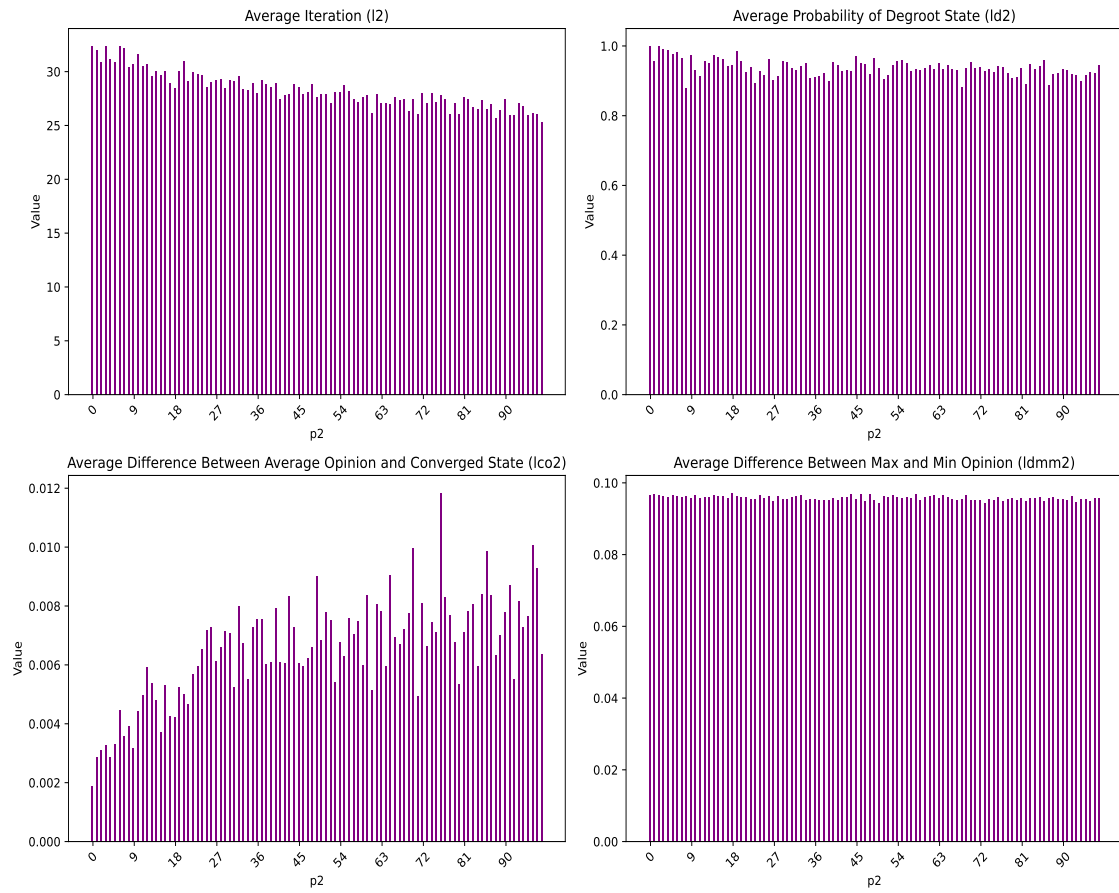 Average Iteration (l2)
Value
30
25
20
15
10
5
0
0 9 18 27 36 45 54 63 72 81 90
p2
Average Probability of Degroot State (ld2)
Value
1.0
0.8
0.6
0.4
0.2
0.0
0 9 18 27 36 45 54 63 72 81 90
p2
Average Difference Between Average Opinion and Converged State (lco2)
Value
0.012
0.010
0.008
0.006
0.004
0.002
0.000
0 9 18 27 36 45 54 63 72 81 90
p2
Average Difference Between Max and Min Opinion (ldmm2)
Value
0.10
0.08
0.06
0.04
0.02
0.00
0 9 18 27 36 45 54 63 72 81 90
p2